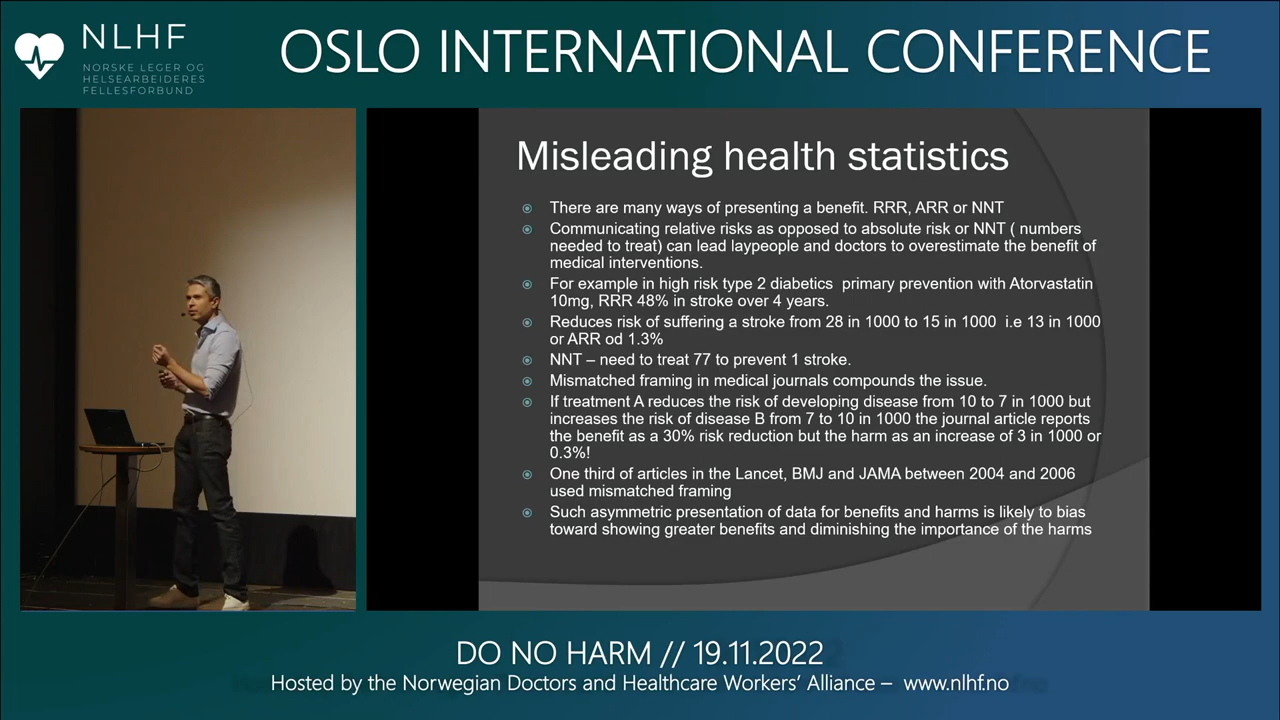 NLHF
NORSKE LEGER OG
HELSEARBEIDERES
FELLESFORBUND
OSLO INTERNATIONAL CONFERENCE
Misleading health statistics
There are many ways of presenting a benefit. RRR, ARR or NNT
Communicating relative risks as opposed to absolute risk or NNT ( numbers
needed to treat) can lead laypeople and doctors to overestimate the benefit of
medical interventions.
For example in high risk type 2 diabetics primary prevention with Atorvastatin
10mg, RRR 48% in stroke over 4 years.
Reduces risk of suffering a stroke from 28 in 1000 to 15 in 1000 i.e 13 in 1000
or ARR od 1.3%
NNT – need to treat 77 to prevent 1 stroke.
Mismatched framing in medical journals compounds the issue.
If treatment A reduces the risk of developing disease from 10 to 7 in 1000 but
increases the risk of disease B from 7 to 10 in 1000 the journal article reports
the benefit as a 30% risk reduction but the harm as an increase of 3 in 1000 or
0.3%!
One third of articles in the Lancet, BMJ and JAMA between 2004 and 2006
used mismatched framing
Such asymmetric presentation of data for benefits and harms is likely to bias
toward showing greater benefits and diminishing the importance of the harms
DO NO HARM // 19.11.2022
Hosted by the Norwegian Doctors and Healthcare Workers' Alliance – www.nlhf.no